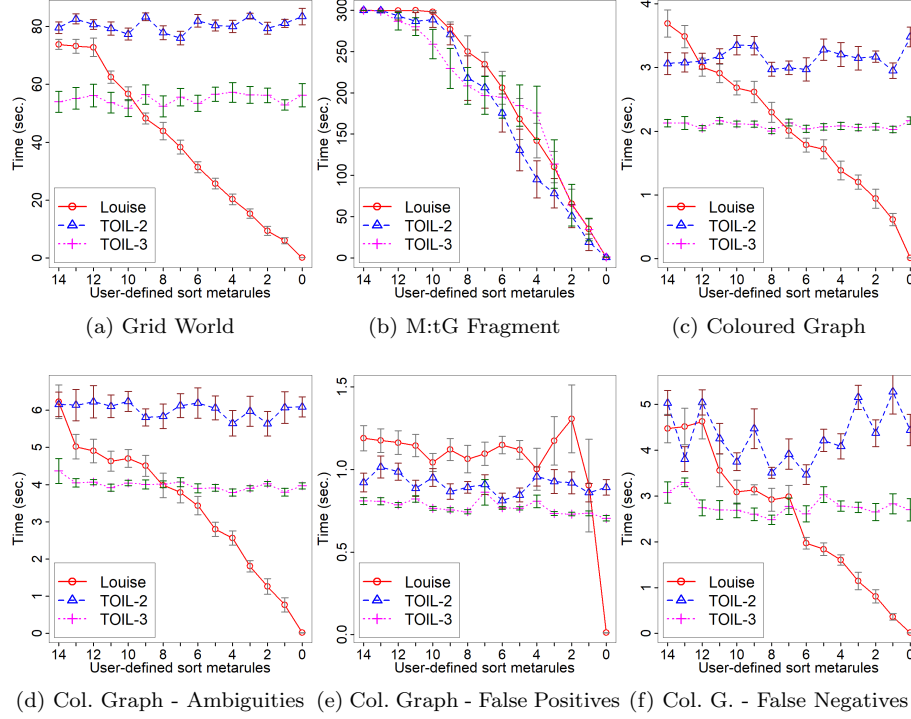 80
60
40
20
0
Time (sec.)
Louise
TOIL-2
TOIL-3
14 12 10 8 6 4 2 0
User-defined sort metarules
(a) Grid World
300
200
150
100
50
0
Time (sec.)
Louise
TOIL-2
TOIL-3
14 12 10 8 6 4 2 0
User-defined sort metarules
(b) M:tG Fragment
4
3
2
1
0
Time (sec.)
Louise
TOIL-2
TOIL-3
14 12 10 8 6 4 2 0
User-defined sort metarules
(c) Coloured Graph
6
5
4
3
2
1
0
Time (sec.)
Louise
TOIL-2
TOIL-3
14 12 10 8 6 4 2 0
User-defined sort metarules
(d) Col. Graph - Ambiguities
1.5
1.0
0.5
0.0
Time (sec.)
Louise
TOIL-2
TOIL-3
14 12 10 8 6 4 2 0
User-defined sort metarules
(e) Col. Graph - False Positives
5
4
3
2
1
0
Time (sec.)
Louise
TOIL-2
TOIL-3
14 12 10 8 6 4 2 0
User-defined sort metarules
(f) Col. G. - False Negatives